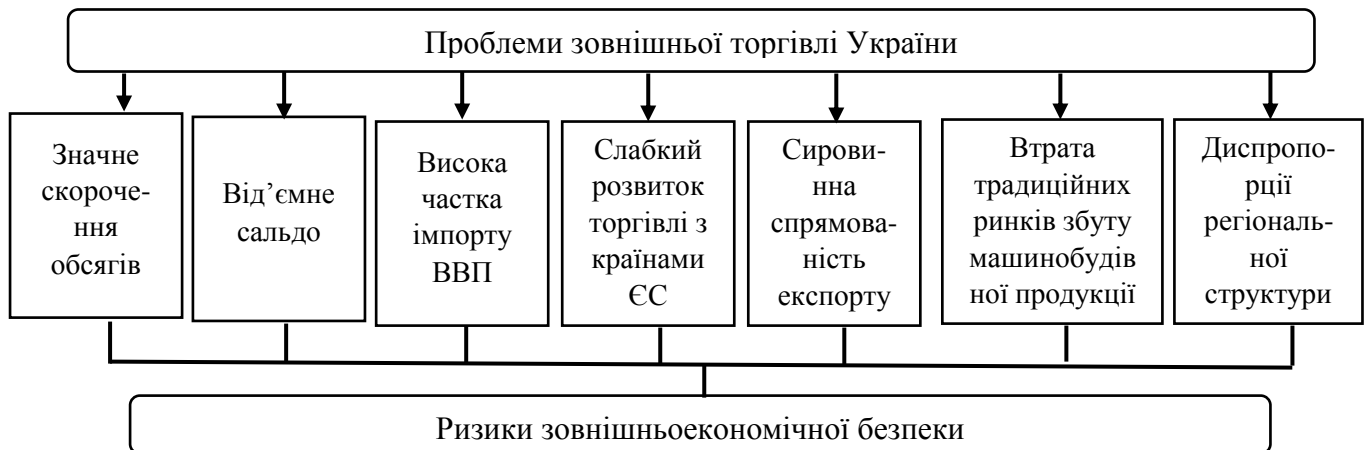 Проблеми зовнішньої торгівлі України
Значне
скороче-
ння
обсягів
Від’ємне
сальдо
Висока
частка
імпорту
ВВП
Слабкий
розвиток
торгівлі з
країнами
ЄС
Сирови-
нна
спрямова-
ність
експорту
Втрата
традиційних
ринків збуту
машинобудів
ної продукції
Диспропо-
рції
регіональ-
ної
структури
Ризики зовнішньоекономічної безпеки